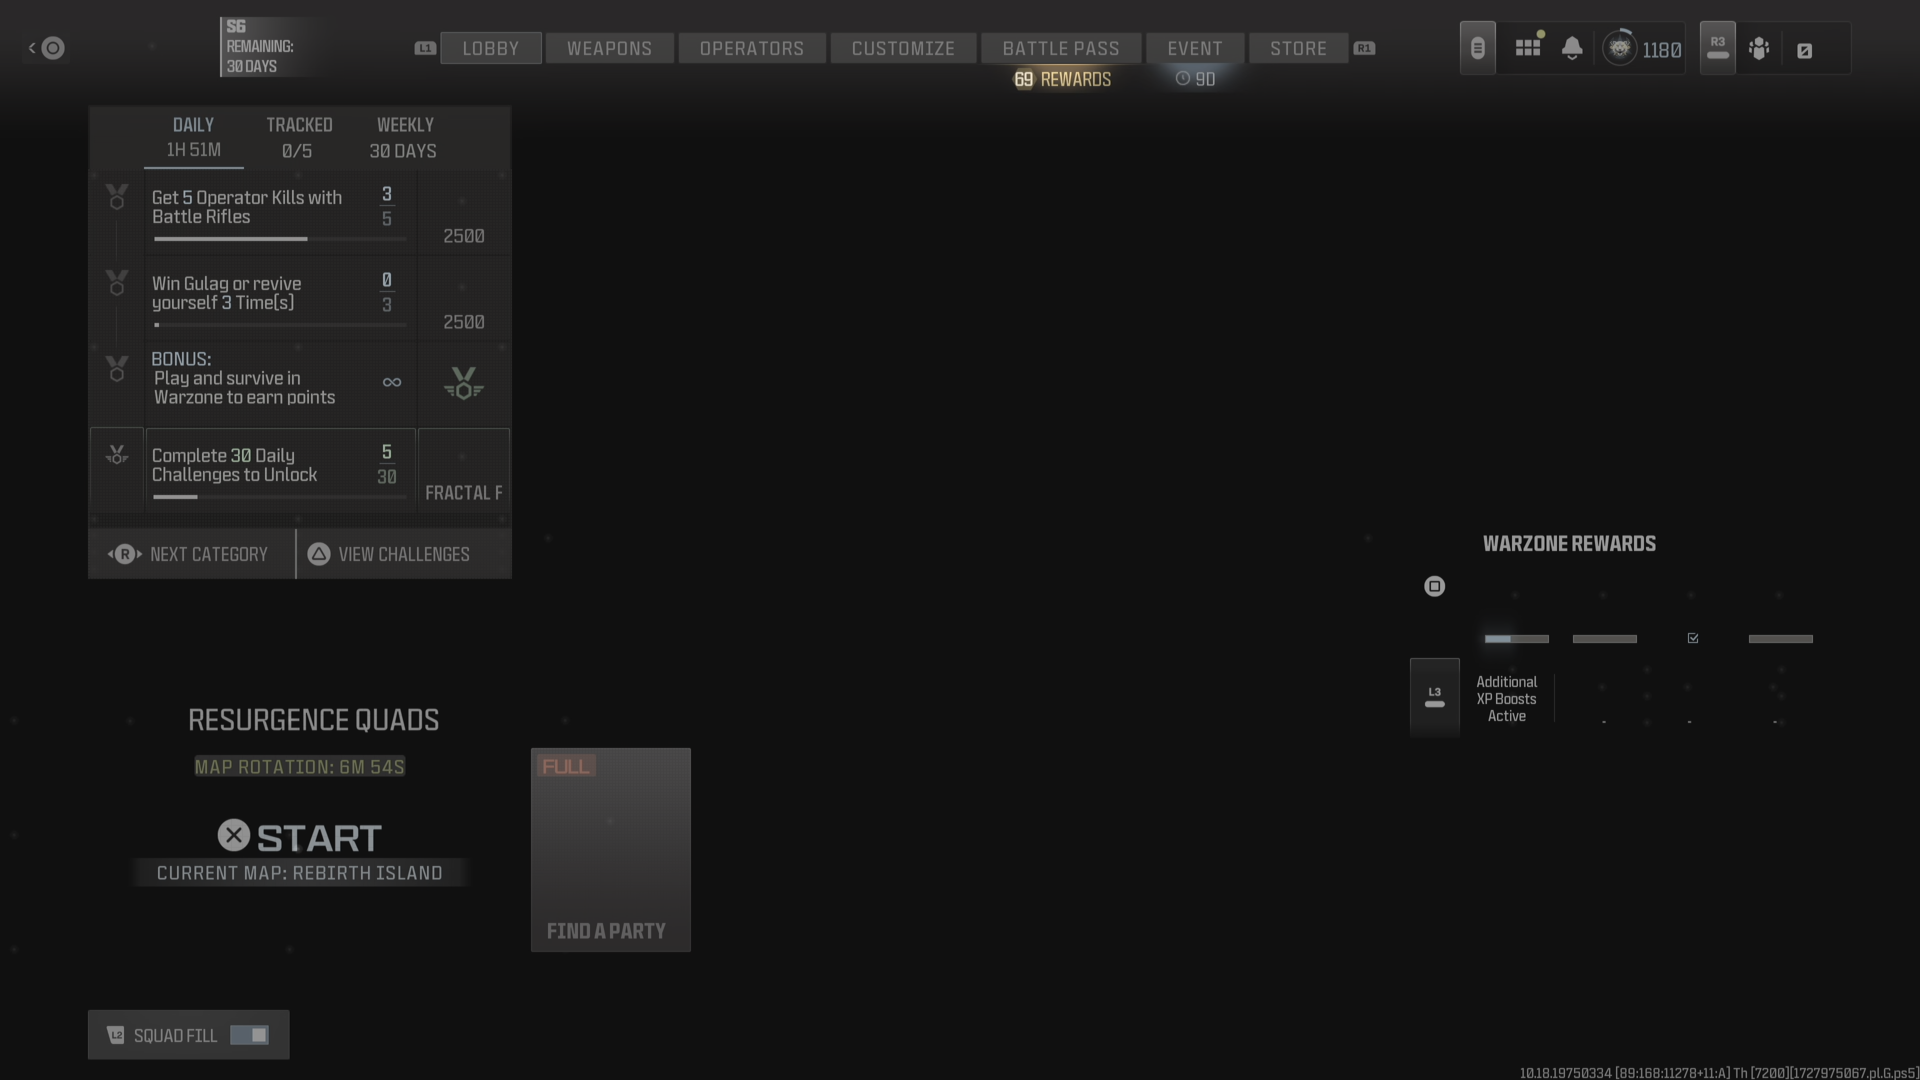 S6
REMAINING:
30 DAYS
L1
LOBBY
WEAPONS
OPERATORS
CUSTOMIZE
BATTLE PASS
EVENT
STORE
R1
69 REWARDS
9D
1180
R3
0
DAILY
1H 51M
TRACKED
0/5
WEEKLY
30 DAYS
Get 5 Operator Kills with
Battle Rifles
3
5
2500
Win Gulag or revive
yourself 3 Time(s)
0
3
2500
BONUS:
Play and survive in
Warzone to earn points
∞
Complete 30 Daily
Challenges to Unlock
5
30
FRACTAL F
R NEXT CATEGORY
VIEW CHALLENGES
WARZONE REWARDS
L3
Additional
XP Boosts
Active
-
-
-
RESURGENCE QUADS
MAP ROTATION: 6M 54S
START
CURRENT MAP: REBIRTH ISLAND
FULL
FIND A PARTY
L2 SQUAD FILL
10.18.19750334 [89:168:11278+11:A] Th [7200][1727975067.pl.G.ps5]